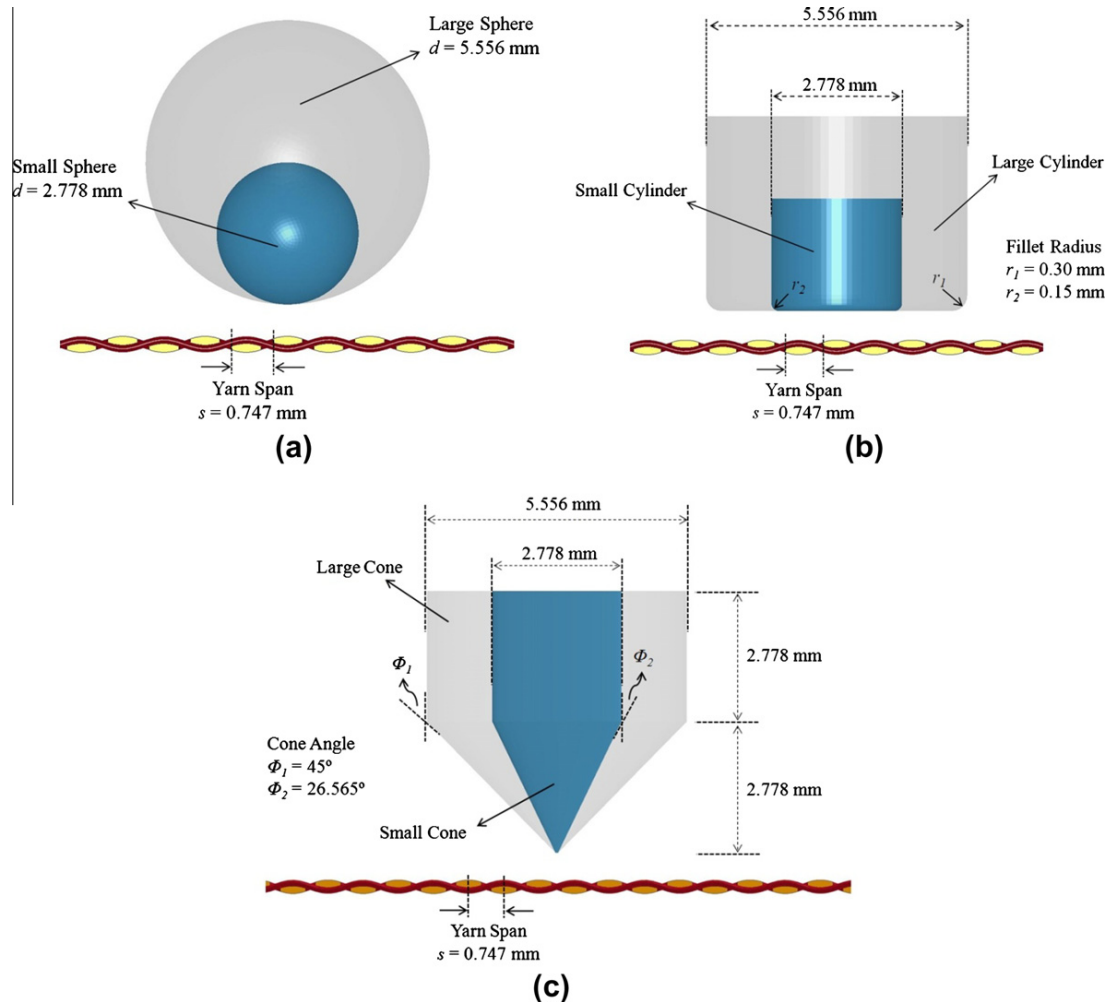 Large Sphere
d = 5.556 mm
Small Sphere
d = 2.778 mm
Yarn Span
s = 0.747 mm
(a)
5.556 mm
2.778 mm
Large Cylinder
Small Cylinder
Fillet Radius
r₁ = 0.30 mm
r₂ = 0.15 mm
r₂
r₁
Yarn Span
s = 0.747 mm
(b)
5.556 mm
2.778 mm
Large Cone
Φ₁
Φ₂
2.778 mm
Cone Angle
Φ₁ = 45º
Φ₂ = 26.565º
2.778 mm
Small Cone
Yarn Span
s = 0.747 mm
(c)